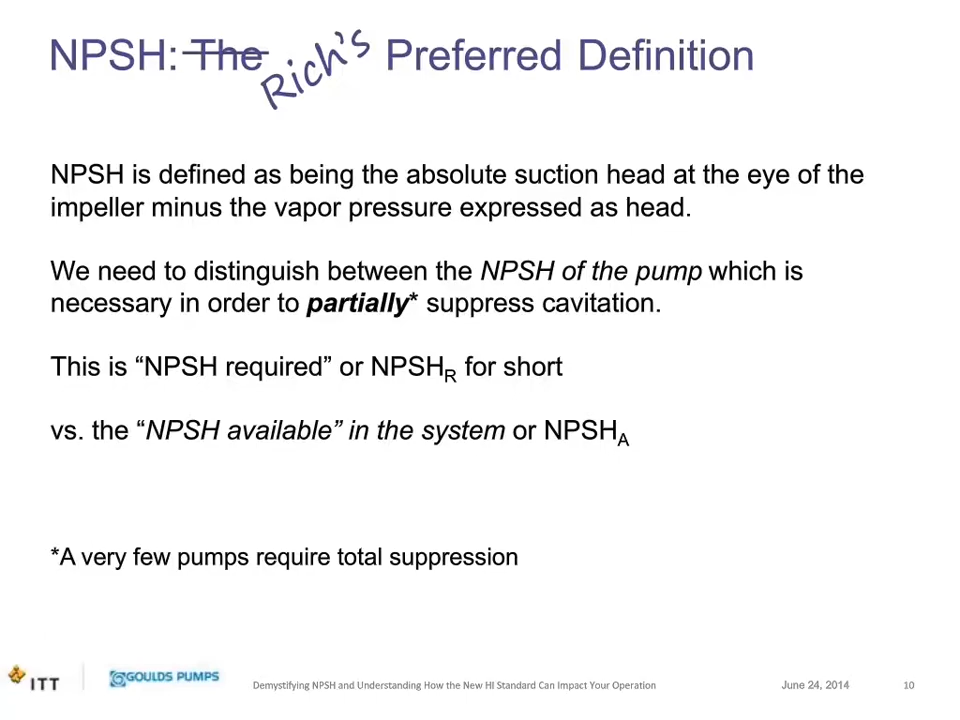 NPSH: The Rich's Preferred Definition
NPSH is defined as being the absolute suction head at the eye of the
impeller minus the vapor pressure expressed as head.
We need to distinguish between the NPSH of the pump which is
necessary in order to partially* suppress cavitation.
This is “NPSH required” or NPSHR for short
vs. the “NPSH available” in the system or NPSHA
*A very few pumps require total suppression
ITT
GOULDS PUMPS
Demystifying NPSH and Understanding How the New HI Standard Can Impact Your Operation
June 24, 2014
10